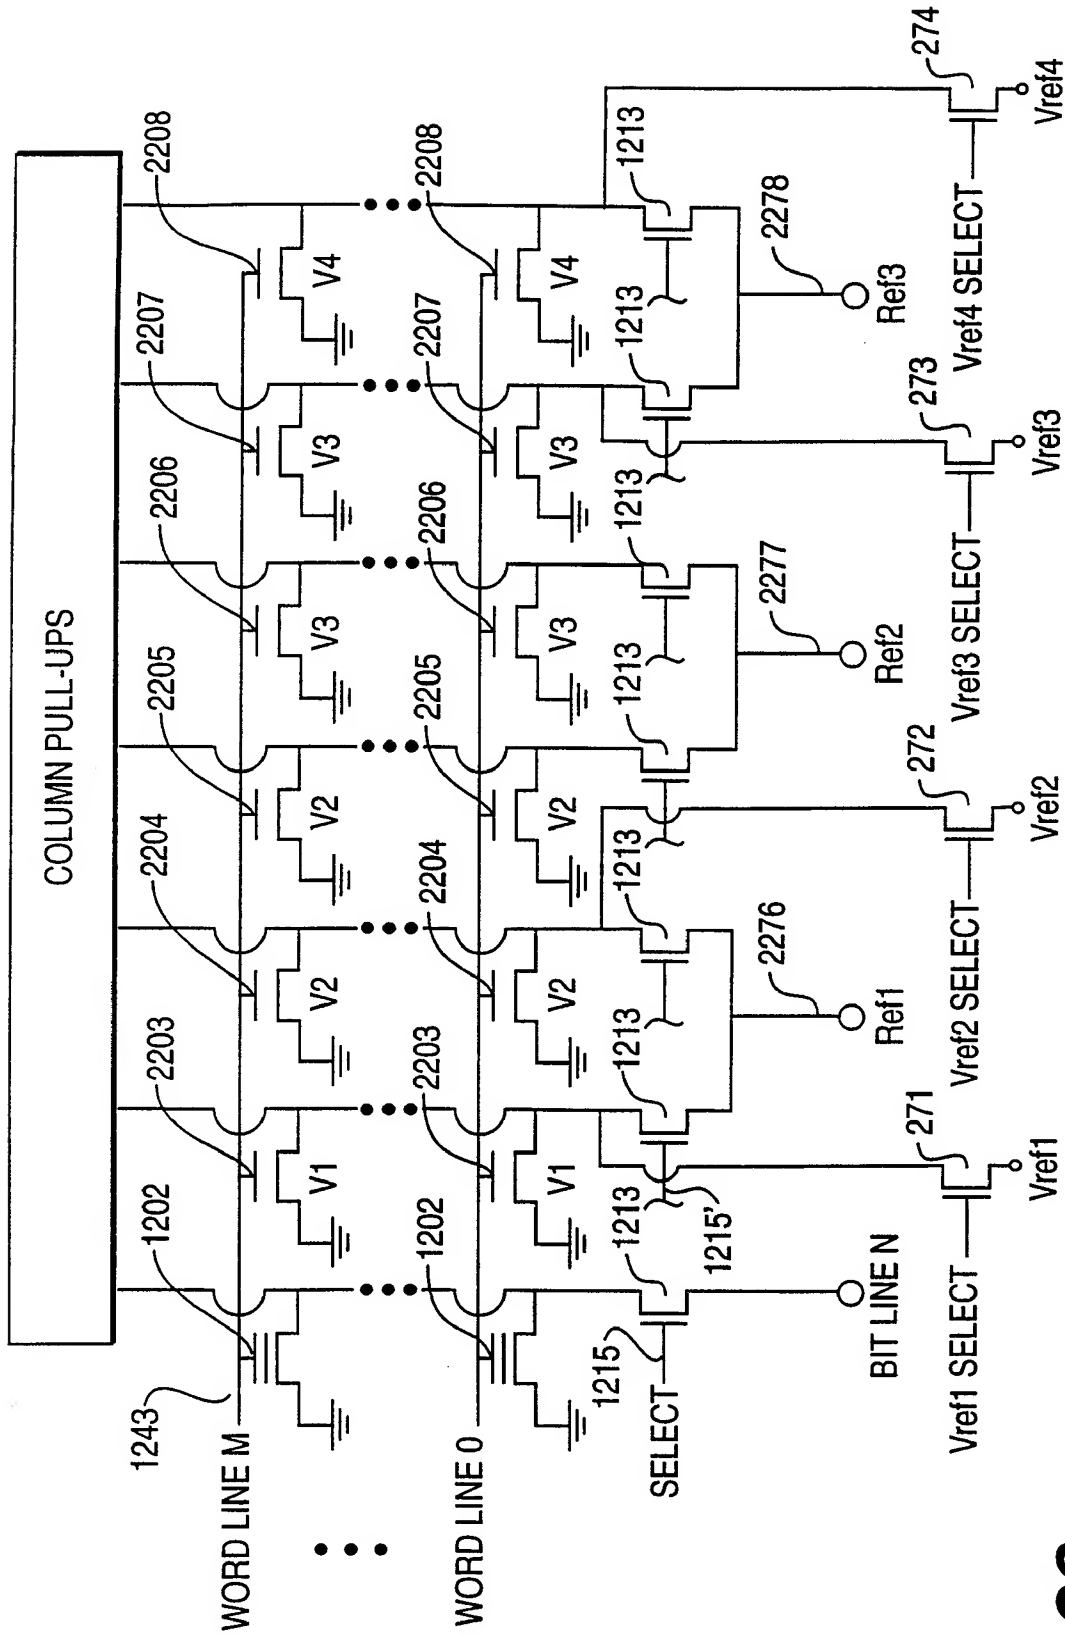 COLUMN PULL-UPS
1243
1202
2203
2204
2205
2206
2207
2208
WORD LINE M
V1
V2
V2
V3
V3
V4
1202
2203
2204
2205
2206
2207
2208
WORD LINE 0
V1
V2
V2
V3
V3
V4
SELECT
1215
1213
1215'
1213
1213
1213
1213
1213
1213
BIT LINE N
Ref1
2276
Ref2
2277
Ref3
2278
Vref1 SELECT
271
Vref1
Vref2 SELECT
272
Vref2
Vref3 SELECT
273
Vref3
Vref4 SELECT
274
Vref4